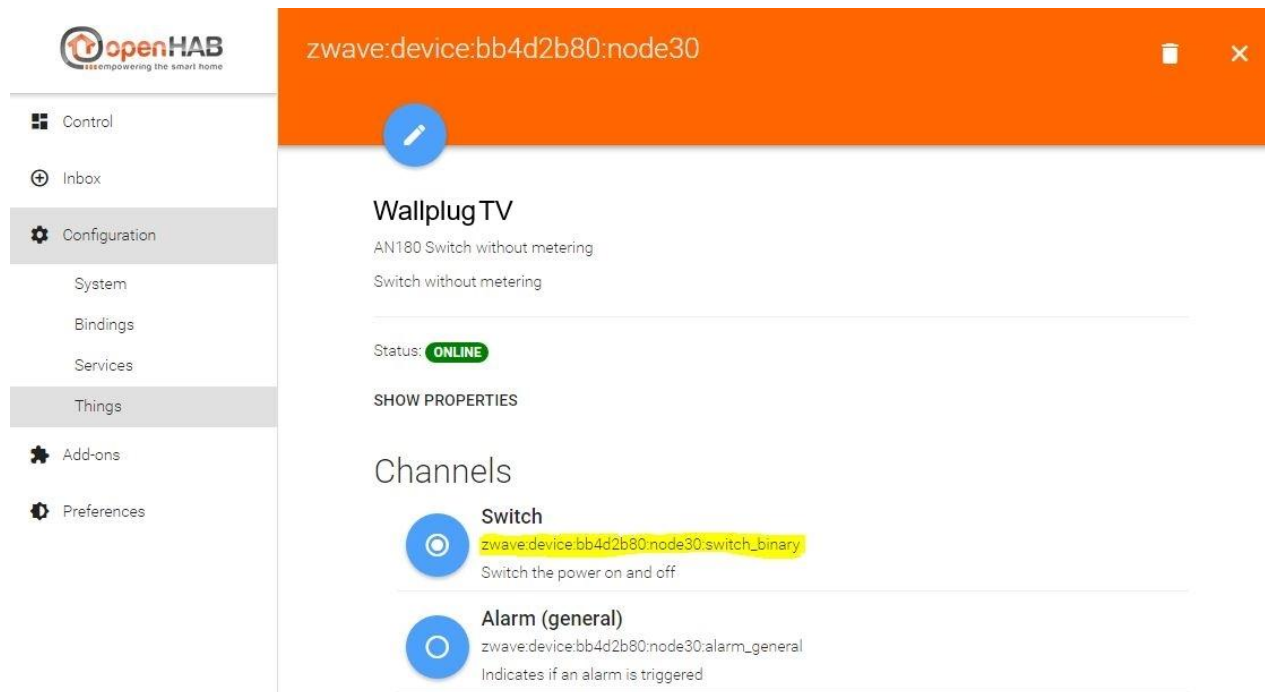 openHAB
empowering the smart home
zwave:device:bb4d2b80:node30
Control
Inbox
Configuration
System
Bindings
Services
Things
Add-ons
Preferences
Wallplug TV
AN180 Switch without metering
Switch without metering
Status: ONLINE
SHOW PROPERTIES
Channels
Switch
zwave:device:bb4d2b80:node30:switch_binary
Switch the power on and off
Alarm (general)
zwave:device:bb4d2b80:node30:alarm_general
Indicates if an alarm is triggered